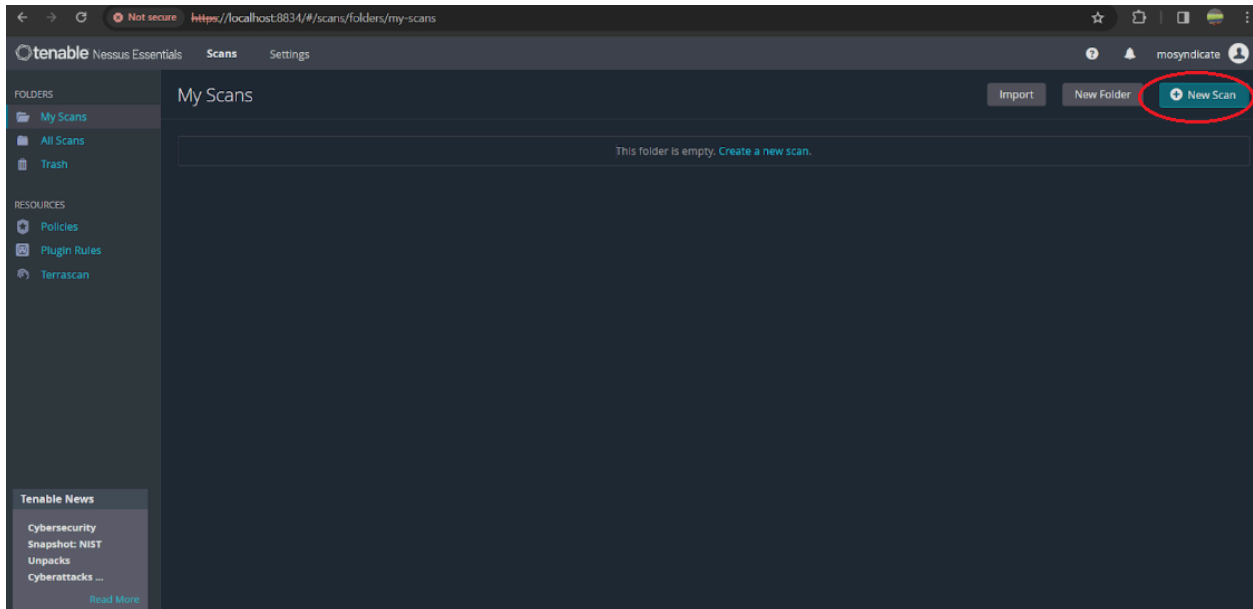 Not secure https://localhost:8834/#/scans/folders/my-scans
tenable Nessus Essentials Scans Settings mosyndicate
FOLDERS
My Scans
All Scans
Trash
RESOURCES
Policies
Plugin Rules
Terrascan
My Scans Import New Folder New Scan
This folder is empty. Create a new scan.
Tenable News
Cybersecurity
Snapshot: NIST
Unpacks
Cyberattacks ...
Read More